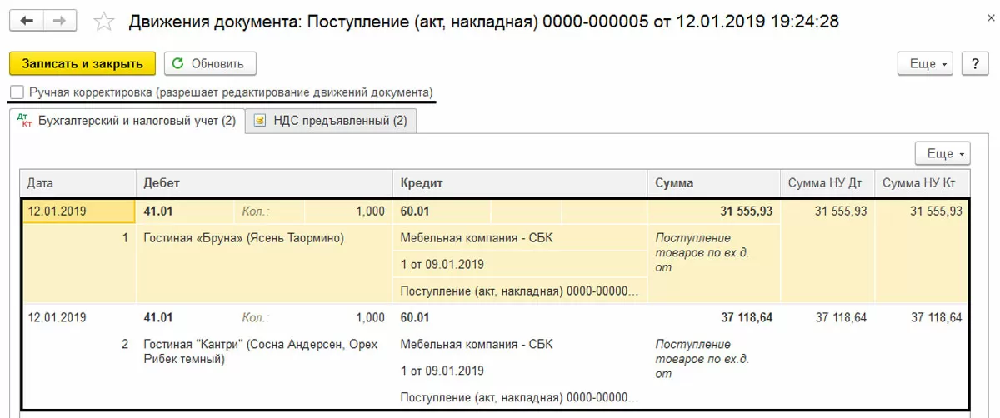 Движения документа: Поступление (акт, накладная) 0000-000005 от 12.01.2019 19:24:28
Записать и закрыть Обновить Еще ?
Ручная корректировка (разрешает редактирование движений документа)
Дт Кт Бухгалтерский и налоговый учет (2) НДС предъявленный (2)
Еще
Дата Дебет Кредит Сумма Сумма НУ Дт Сумма НУ Кт
12.01.2019 41.01 Кол.: 1,000 60.01 31 555,93 31 555,93 31 555,93
1 Гостиная «Бруна» (Ясень Таормино) Мебельная компания - СБК Поступление
товаров по вх.д.
1 от 09.01.2019 от
Поступление (акт, накладная) 0000-00000...
12.01.2019 41.01 Кол.: 1,000 60.01 37 118,64 37 118,64 37 118,64
2 Гостиная "Кантри" (Сосна Андерсен, Орех Мебельная компания - СБК Поступление
Рибек темный) товаров по вх.д.
1 от 09.01.2019 от
Поступление (акт, накладная) 0000-00000...